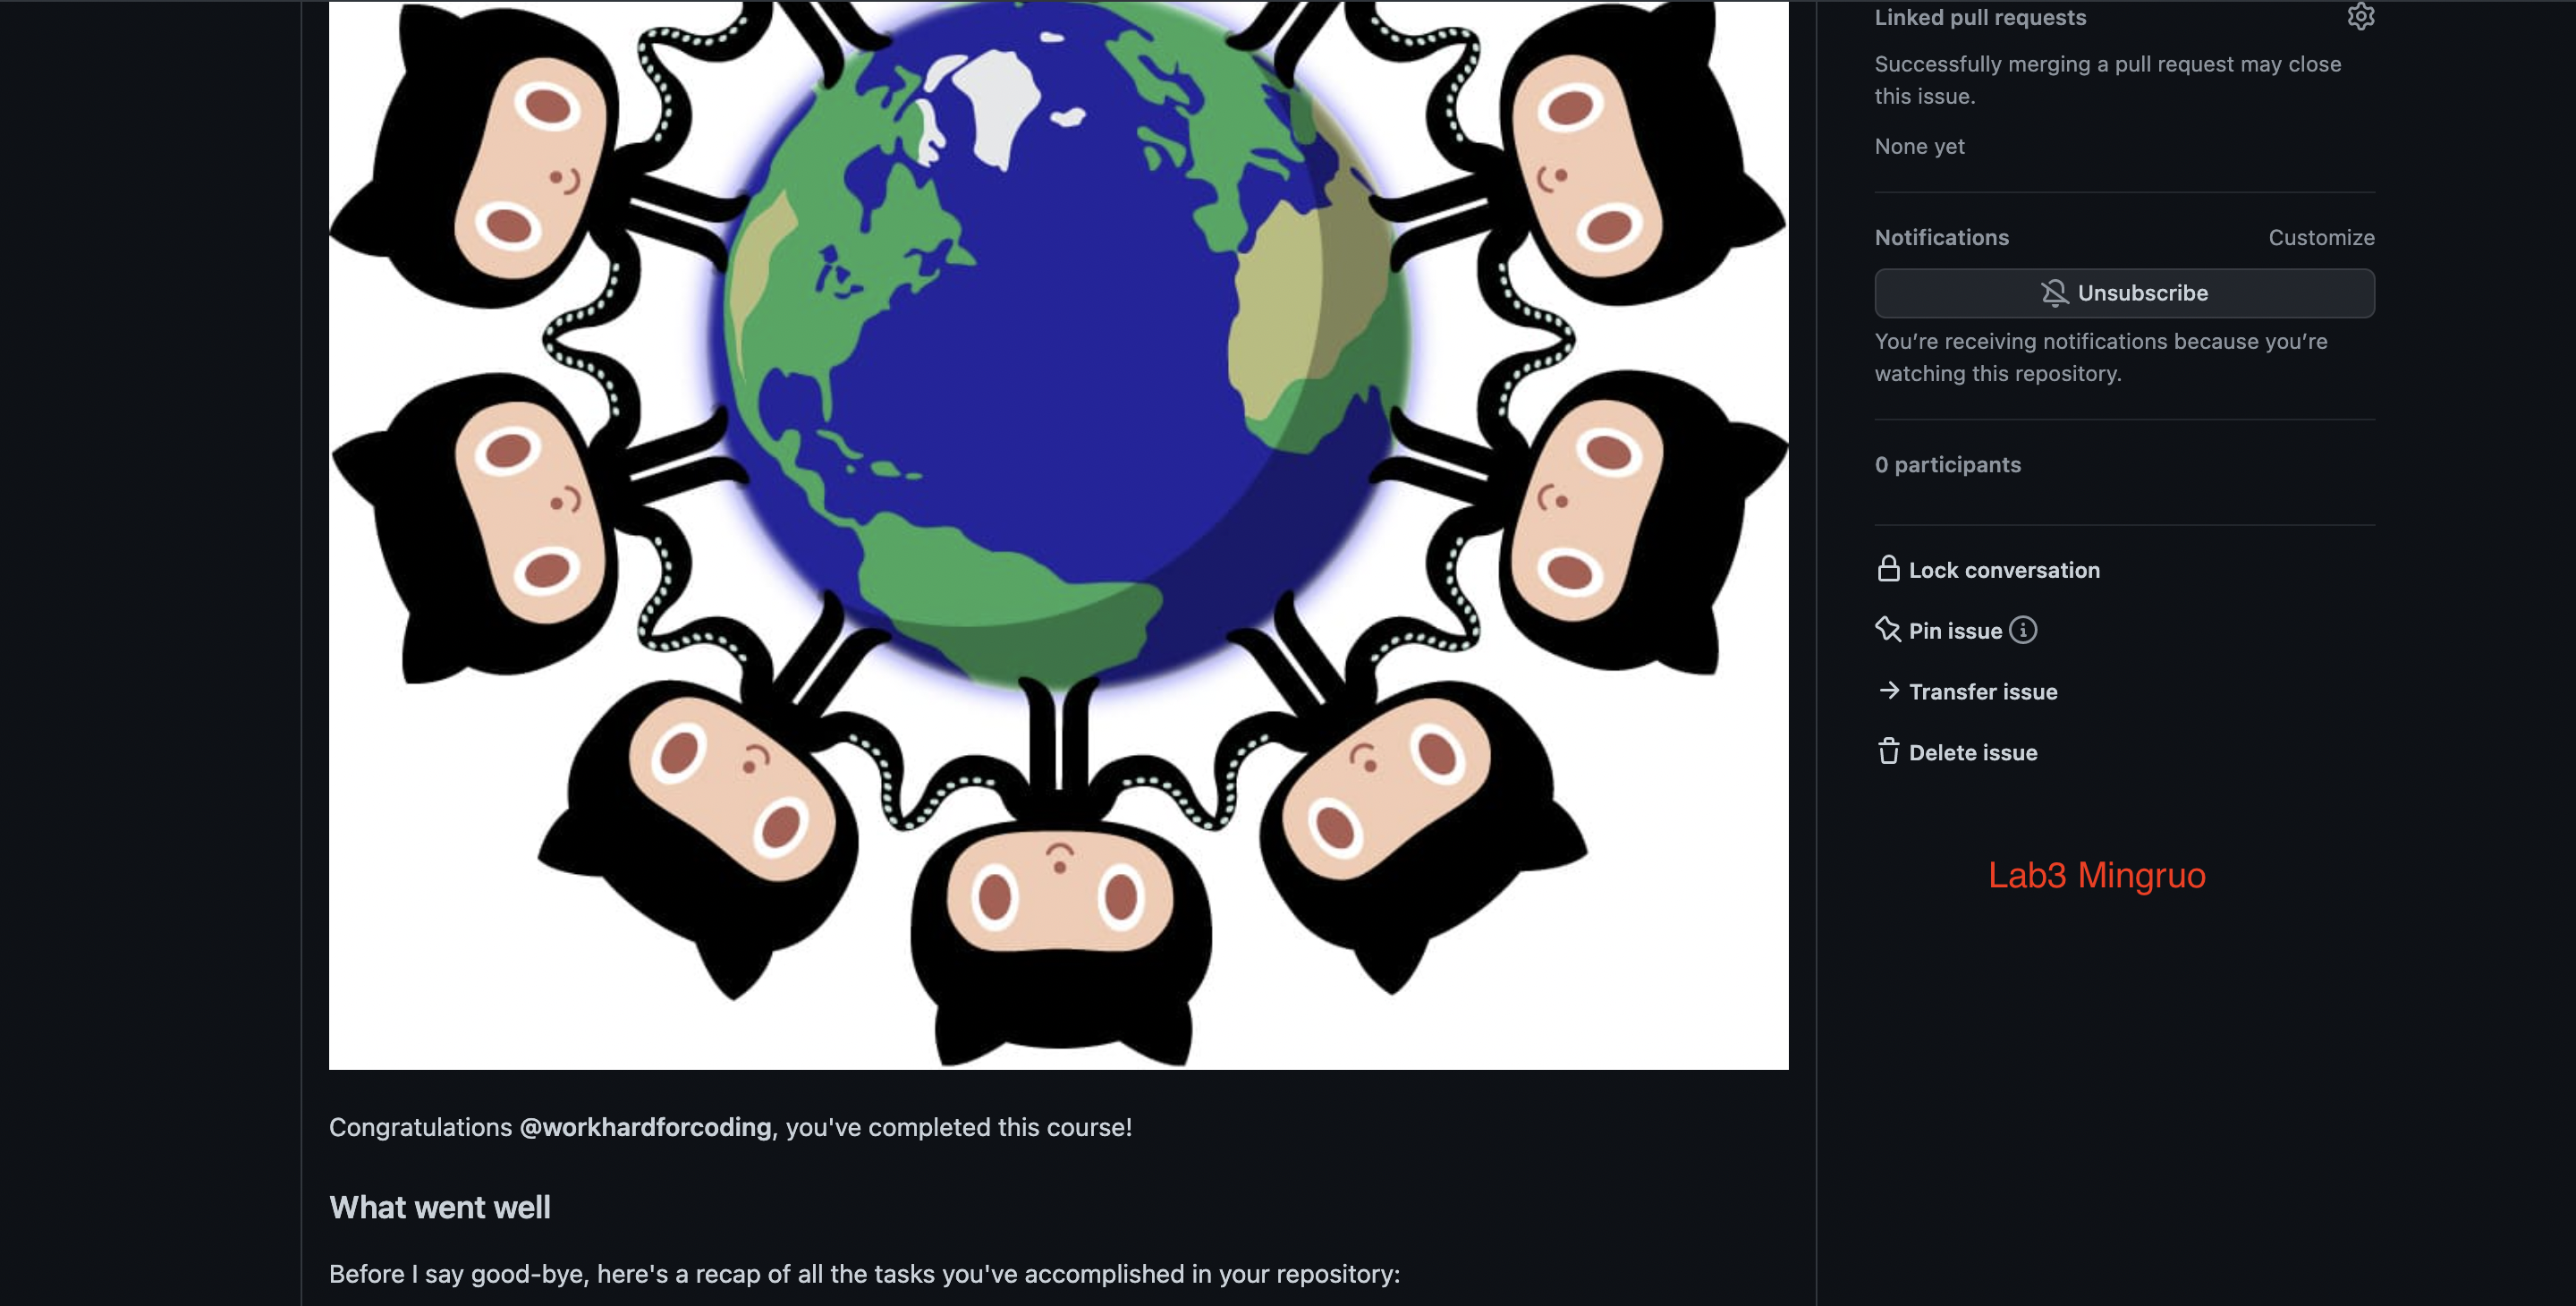 Linked pull requests
Successfully merging a pull request may close
this issue.
None yet
Notifications
Customize
Unsubscribe
You’re receiving notifications because you’re
watching this repository.
0 participants
Lock conversation
Pin issue
Transfer issue
Delete issue
Lab3 Mingruo
Congratulations @workhardforcoding, you've completed this course!
What went well
Before I say good-bye, here's a recap of all the tasks you've accomplished in your repository: